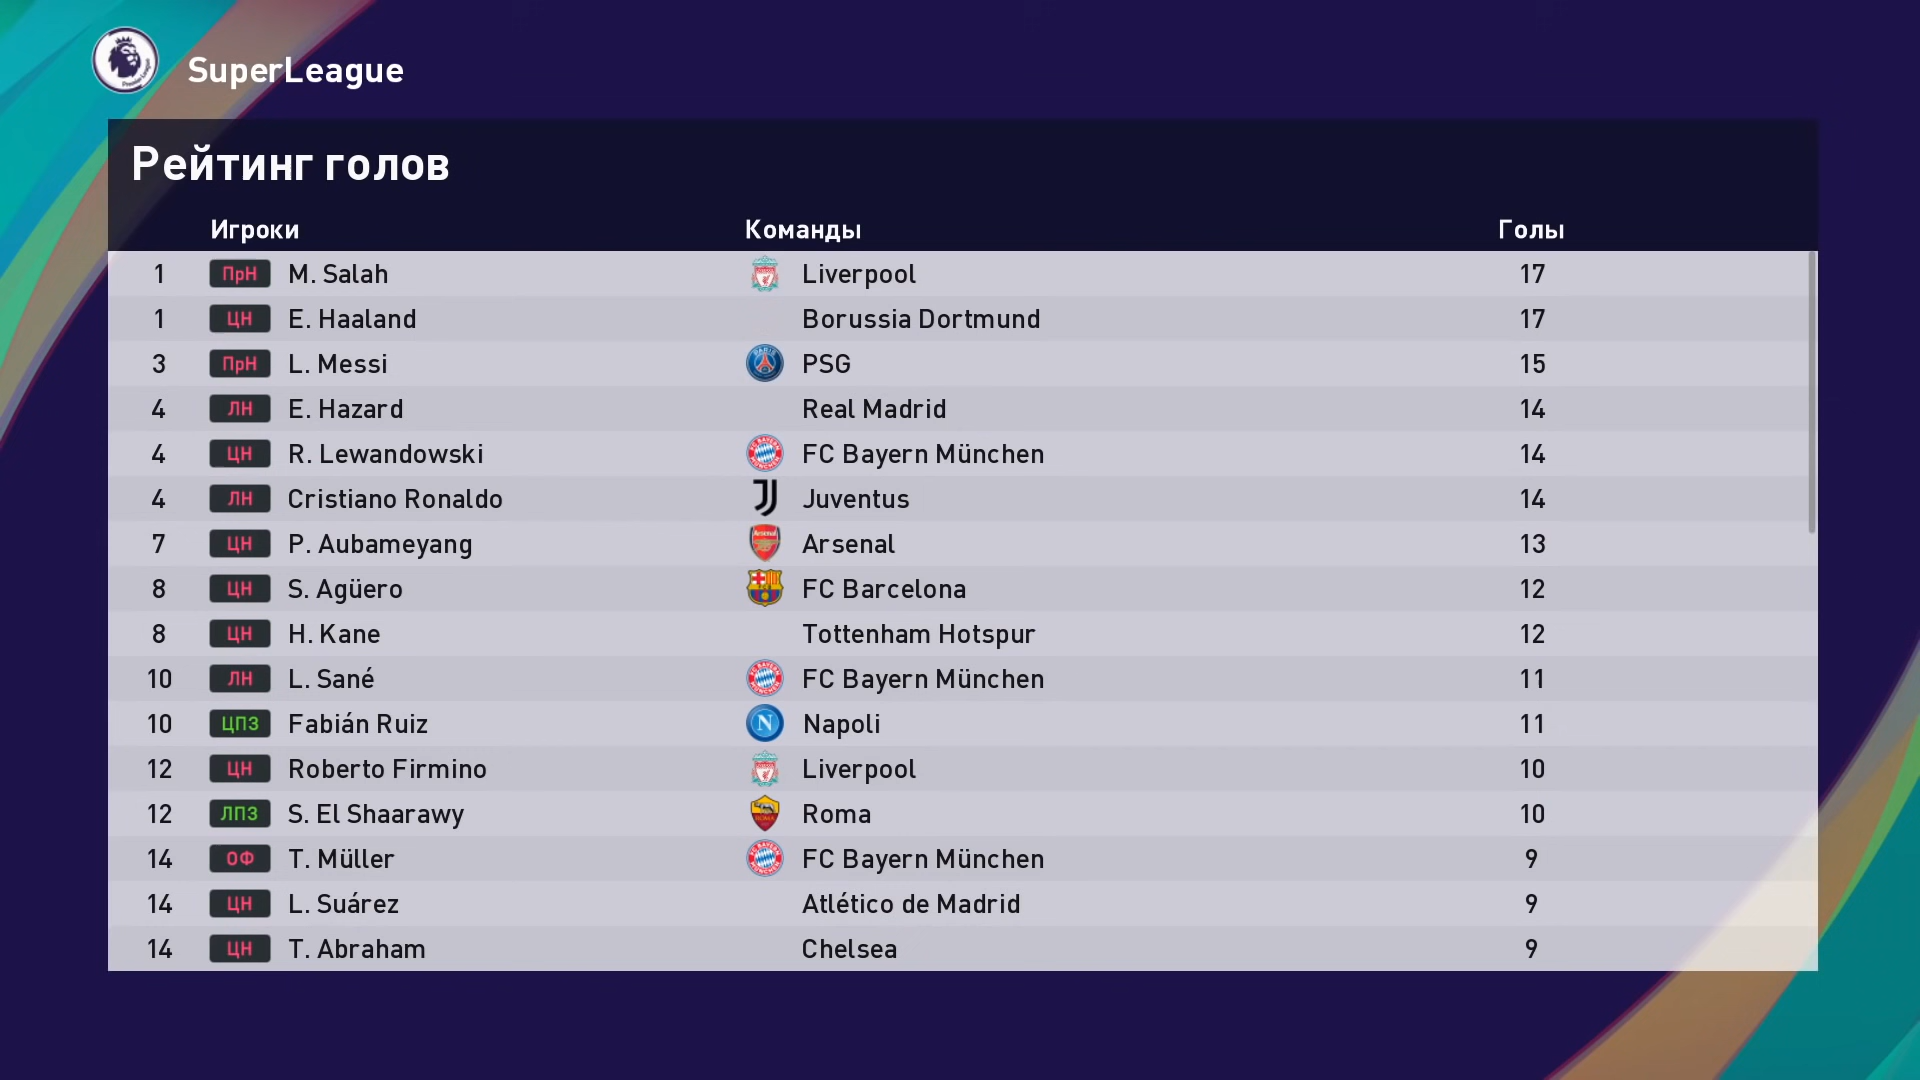 SuperLeague
Рейтинг голов
Игроки Команды Голы
1 ПрН M. Salah Liverpool 17
1 ЦН E. Haaland Borussia Dortmund 17
3 ПрН L. Messi PSG 15
4 ЛН E. Hazard Real Madrid 14
4 ЦН R. Lewandowski FC Bayern München 14
4 ЛН Cristiano Ronaldo Juventus 14
7 ЦН P. Aubameyang Arsenal 13
8 ЦН S. Agüero FC Barcelona 12
8 ЦН H. Kane Tottenham Hotspur 12
10 ЛН L. Sané FC Bayern München 11
10 ЦПЗ Fabián Ruiz Napoli 11
12 ЦН Roberto Firmino Liverpool 10
12 ЛПЗ S. El Shaarawy Roma 10
14 ОФ T. Müller FC Bayern München 9
14 ЦН L. Suárez Atlético de Madrid 9
14 ЦН T. Abraham Chelsea 9